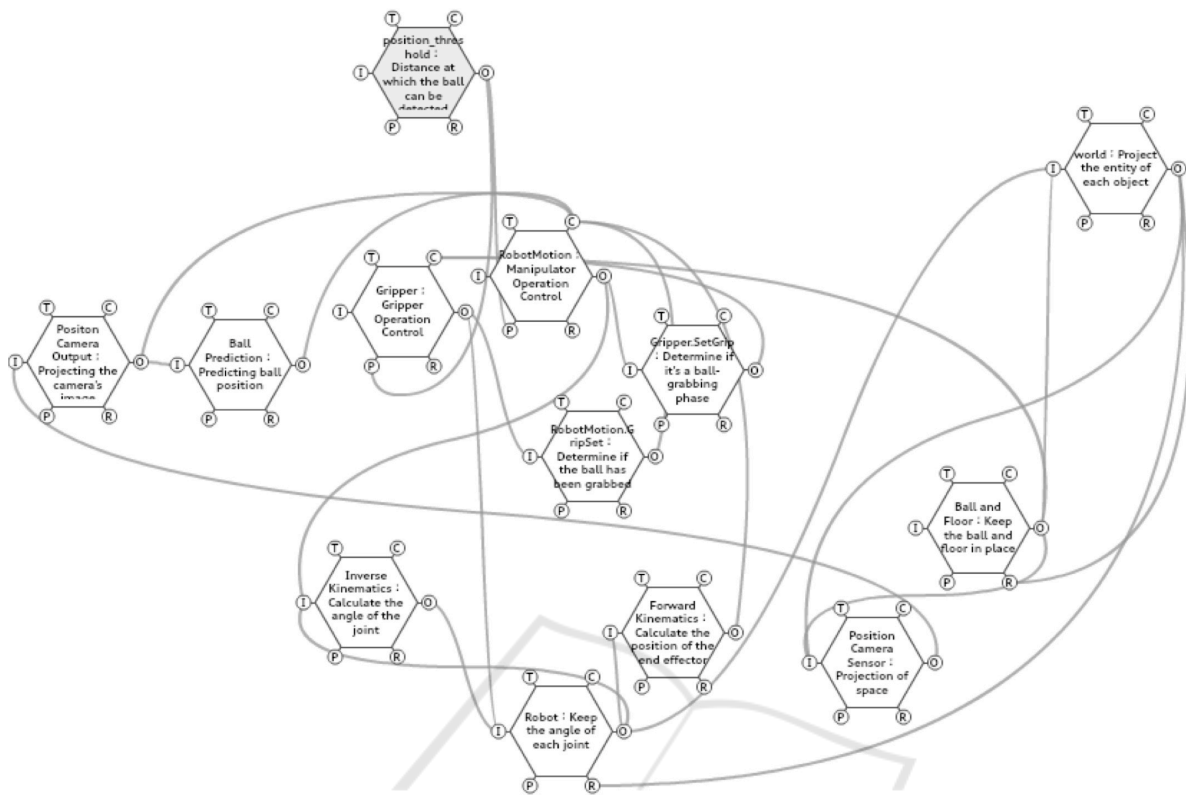 T
C
position_thres
hold：
Distance at
which the ball
can be
detected
I
O
P
R
T
C
world：Project
the entity of
each object
I
O
P
R
T
C
RobotMotion：
Manipulator
Operation
Control
I
O
P
R
T
C
Gripper：
Gripper
Operation
Control
I
O
P
R
T
C
Positon
Camera
Output：
Projecting the
camera's
image
I
O
P
R
T
C
Ball
Prediction：
Predicting ball
position
I
O
P
R
T
C
Gripper.SetGrip
：Determine if
it's a ball-
grabbing
phase
I
O
P
R
T
C
RobotMotion.G
ripSet：
Determine if
the ball has
been grabbed
I
O
P
R
T
C
Ball and
Floor：Keep
the ball and
floor in place
I
O
P
R
T
C
Inverse
Kinematics：
Calculate the
angle of the
joint
I
O
P
R
T
C
Forward
Kinematics：
Calculate the
position of the
end effector
I
O
P
R
T
C
Position
Camera
Sensor：
Projection of
space
I
O
P
R
T
C
Robot：Keep
the angle of
each joint
I
O
P
R